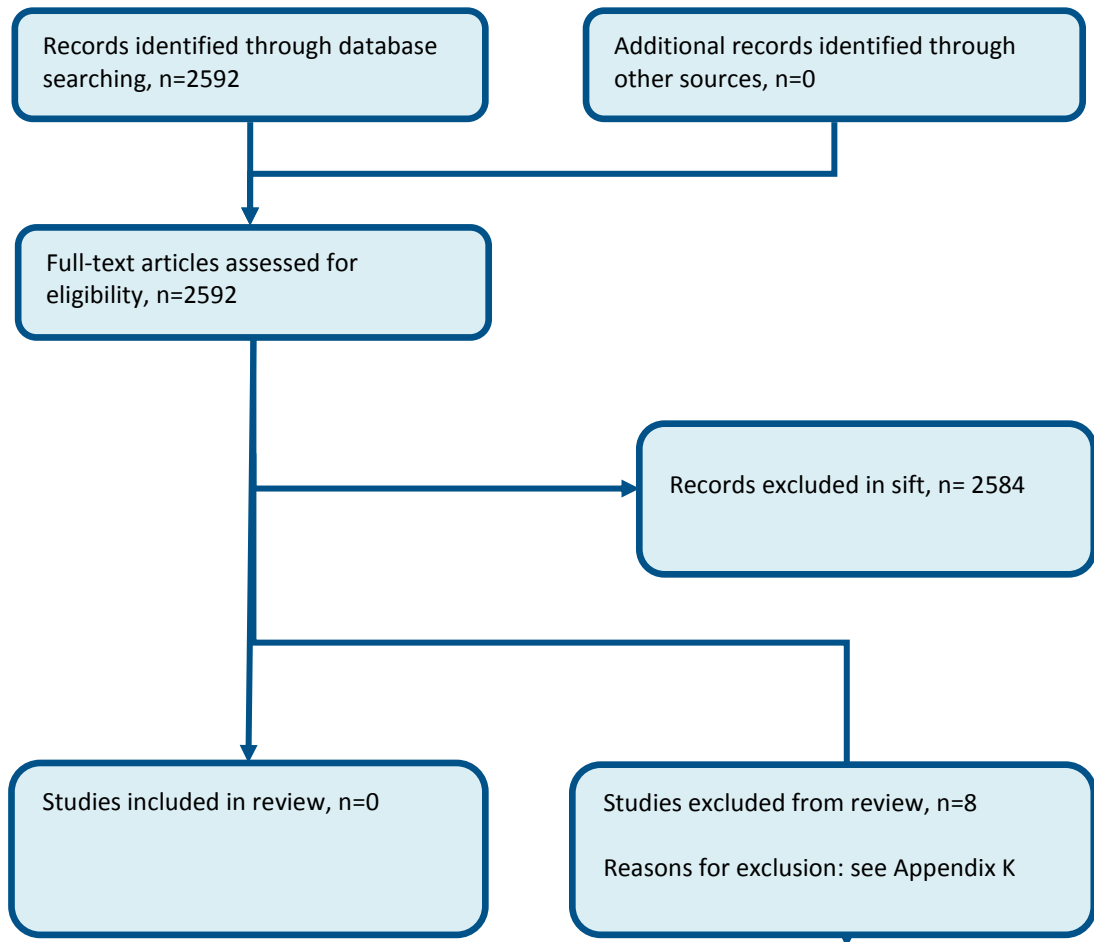 Records identified through database
searching, n=2592
Additional records identified through
other sources, n=0
Full-text articles assessed for
eligibility, n=2592
Records excluded in sift, n= 2584
Studies included in review, n=0
Studies excluded from review, n=8
Reasons for exclusion: see Appendix K